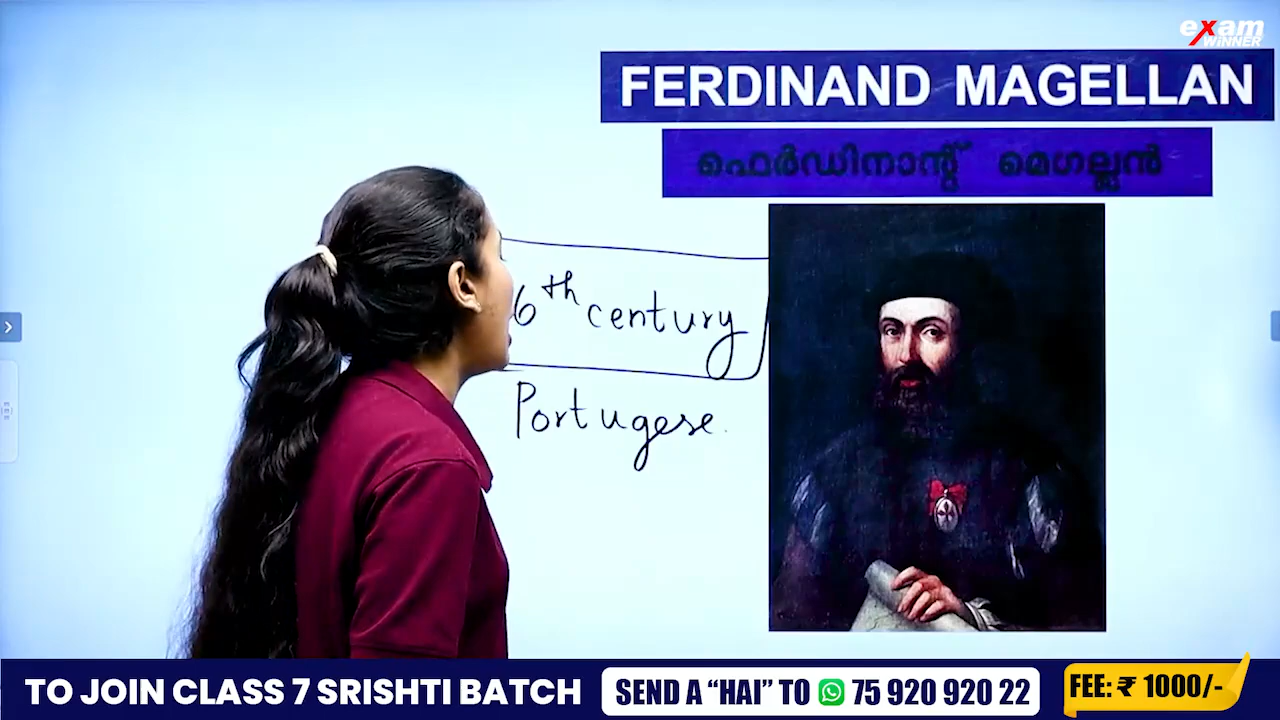 exam
WINNER
FERDINAND MAGELLAN
ഫെർഡിനാന്റ് മെഗല്ലൻ
6th century
Portugese
TO JOIN CLASS 7 SRISHTI BATCH
SEND A “HAI” TO 75 920 920 22
FEE: ₹ 1000/-